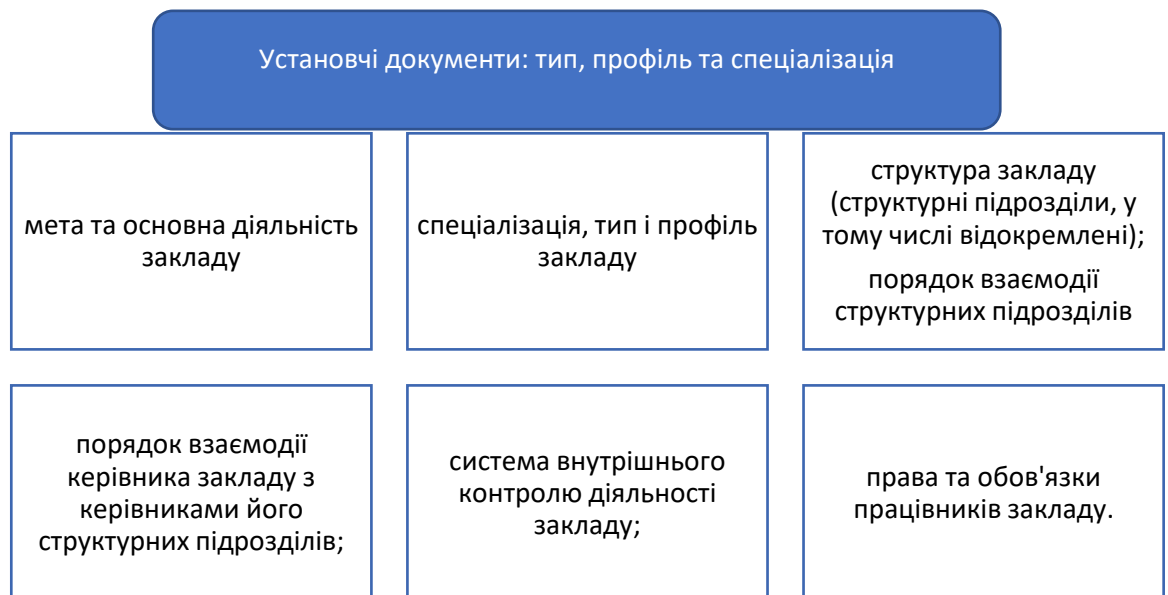 Установчі документи: тип, профіль та спеціалізація
мета та основна діяльність
закладу
спеціалізація, тип і профіль
закладу
структура закладу
(структурні підрозділи, у
тому числі відокремлені);
порядок взаємодії
структурних підрозділів
порядок взаємодії
керівника закладу з
керівниками його
структурних підрозділів;
система внутрішнього
контролю діяльності
закладу;
права та обов'язки
працівників закладу.